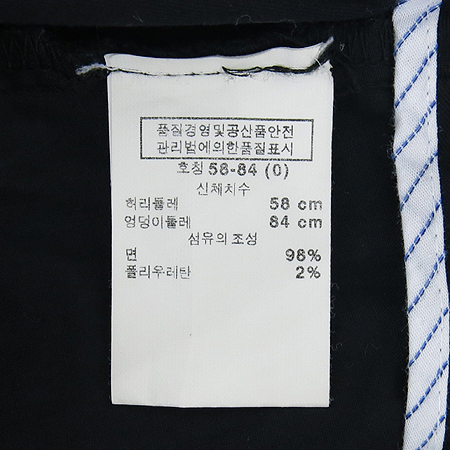 품질경영및공산품안전
관리법에의한품질표시
호칭 58-84 (0)
신체치수
허리둘레 58 cm
엉덩이둘레 84 cm
섬유의조성
면 98%
폴리우레탄 2%